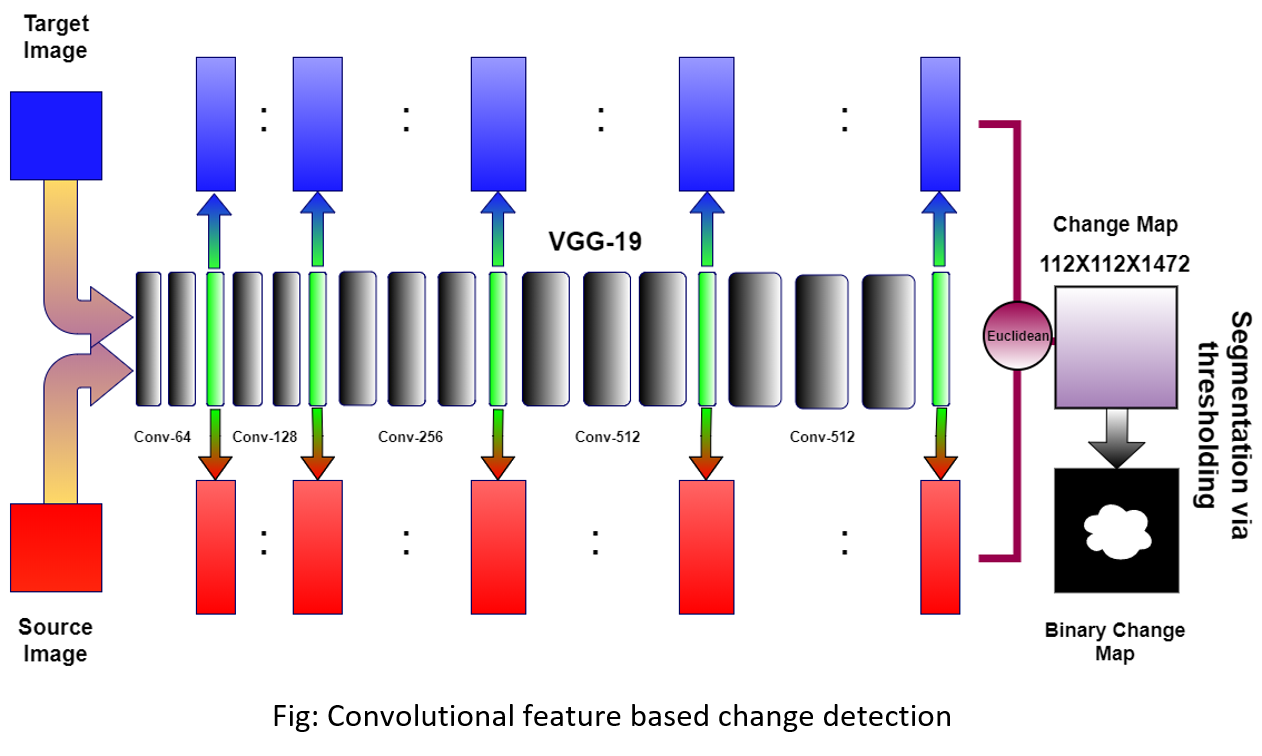 Target
Image
:
:
:
:
VGG-19
Change Map
112X112X1472
Euclidean
Segmentation via
thresholding
Conv-64
Conv-128
Conv-256
Conv-512
Conv-512
:
:
:
:
Source
Image
Binary Change
Map
Fig: Convolutional feature based change detection